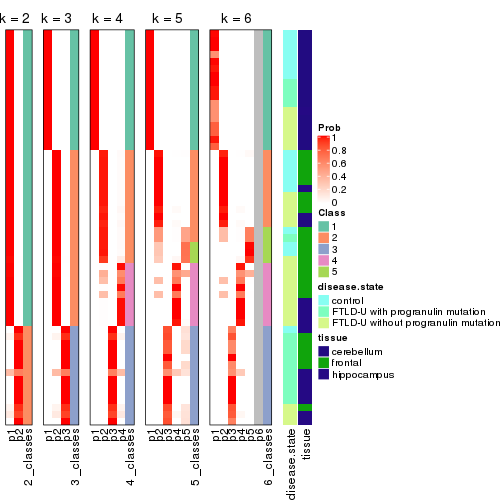 k = 2
k = 3
k = 4
k = 5
k = 6
Prob
1
0.8
0.6
0.4
0.2
0
Class
1
2
3
4
5
disease.state
control
FTLD-U with progranulin mutation
FTLD-U without progranulin mutation
tissue
cerebellum
frontal
hippocampus
p1
p2
2_classes
p1
p2
p3
3_classes
p1
p2
p3
p4
4_classes
p1
p2
p3
p4
p5
5_classes
p1
p2
p3
p4
p5
p6
6_classes
disease.state
tissue